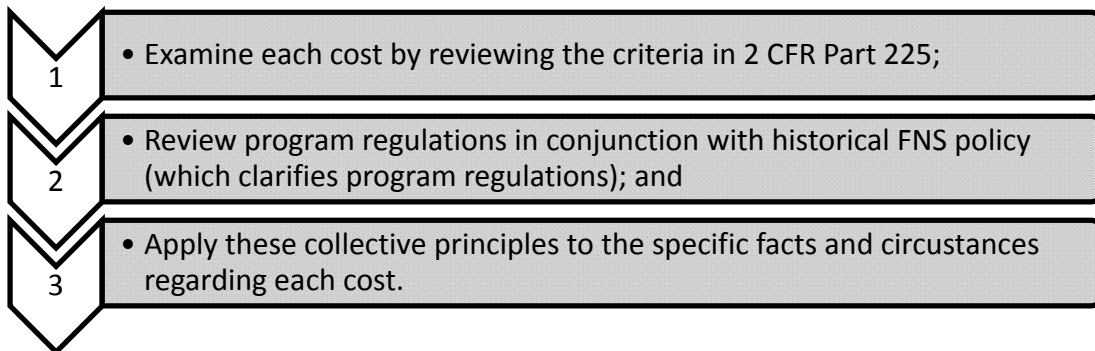 1
• Examine each cost by reviewing the criteria in 2 CFR Part 225;
2
• Review program regulations in conjunction with historical FNS policy
(which clarifies program regulations); and
3
• Apply these collective principles to the specific facts and circustances
regarding each cost.